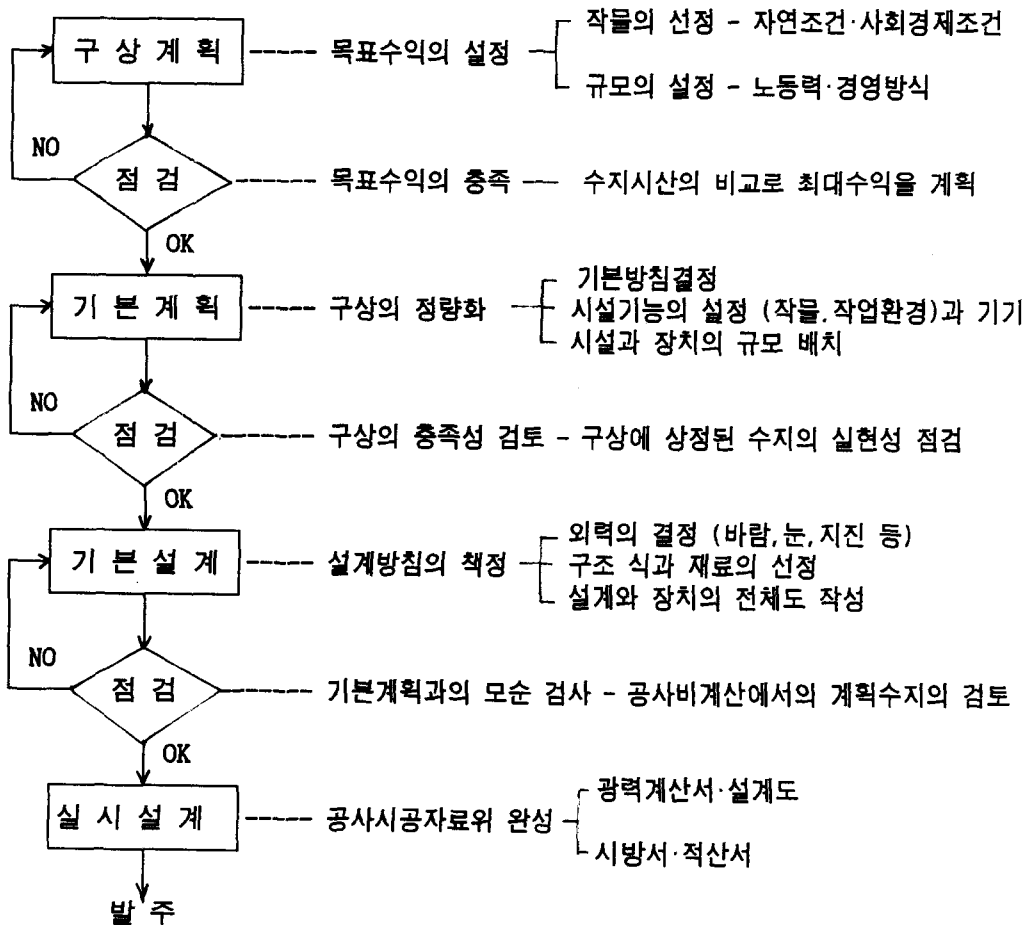 작물의 선정 - 자연조건·사회경제조건
구 상 계 획 ----- 목표수익의 설정
규모의 설정 - 노동력·경영방식
NO
점 검 ----- 목표수익의 충족 — 수지시산의 비교로 최대수익을 계획
OK
기본방침결정
기 본 계 획 ----- 구상의 정량화 시설기능의 설정 (작물,작업환경)과 기기
시설과 장치의 규모 배치
NO
점 검 ------ 구상의 충족성 검토 - 구상에 상정된 수지의 실현성 점검
OK
외력의 결정 (바람,눈,지진 등)
기 본 설 계 ----- 설계방침의 책정 구조 식과 재료의 선정
설계와 장치의 전체도 작성
NO
점 검 ------ 기본계획과의 모순 검사 - 공사비계산에서의 계획수지의 검토
OK
광력계산서·설계도
실 시 설 계 ----- 공사시공자료위 완성
시방서·적산서
발 주